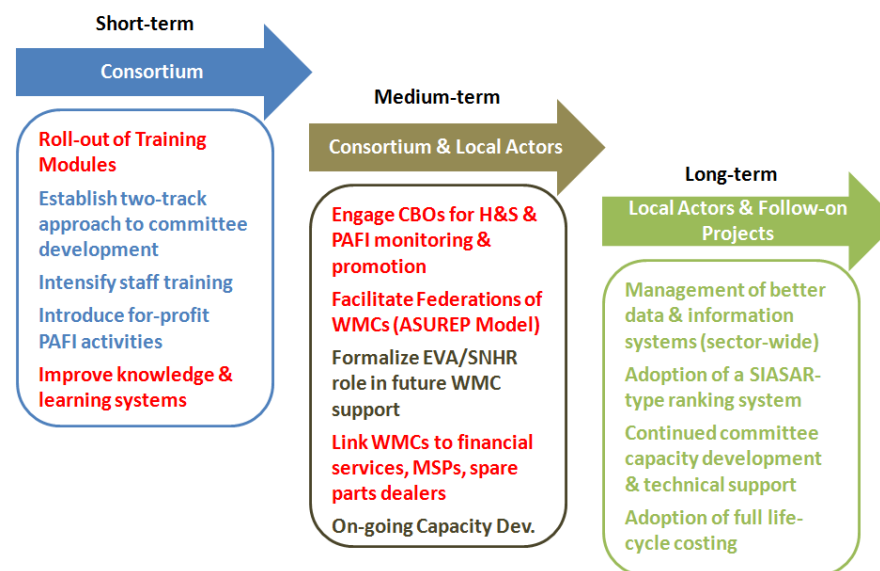 Short-term
Consortium
Roll-out of Training
Modules
Establish two-track
approach to committee
development
Intensify staff training
Introduce for-profit
PAFI activities
Improve knowledge &
learning systems
Medium-term
Consortium & Local Actors
Engage CBOs for H&S &
PAFI monitoring &
promotion
Facilitate Federations of
WMCs (ASUREP Model)
Formalize EVA/SNHR
role in future WMC
support
Link WMCs to financial
services, MSPs, spare
parts dealers
On-going Capacity Dev.
Long-term
Local Actors & Follow-on
Projects
Management of better
data & information
systems (sector-wide)
Adoption of a SIASAR-
type ranking system
Continued committee
capacity development
& technical support
Adoption of full life-
cycle costing